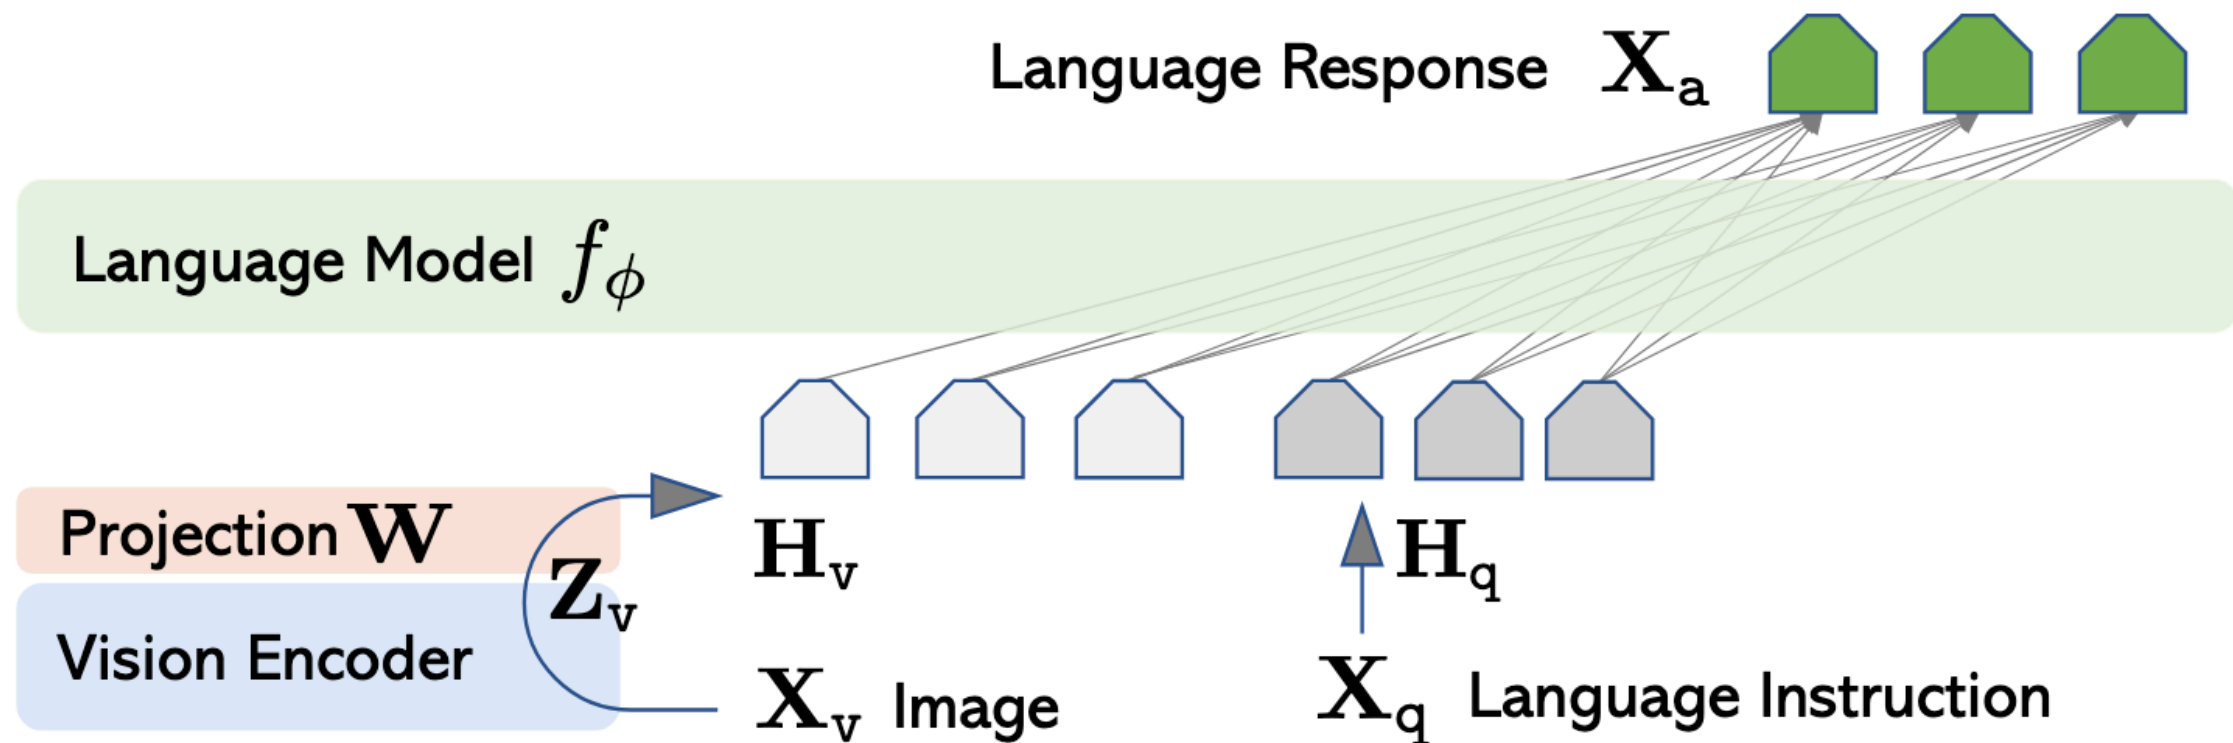 Language Response X_a
Language Model f_ϕ
Projection W
Z_v
H_v
H_q
Vision Encoder
X_v Image
X_q Language Instruction